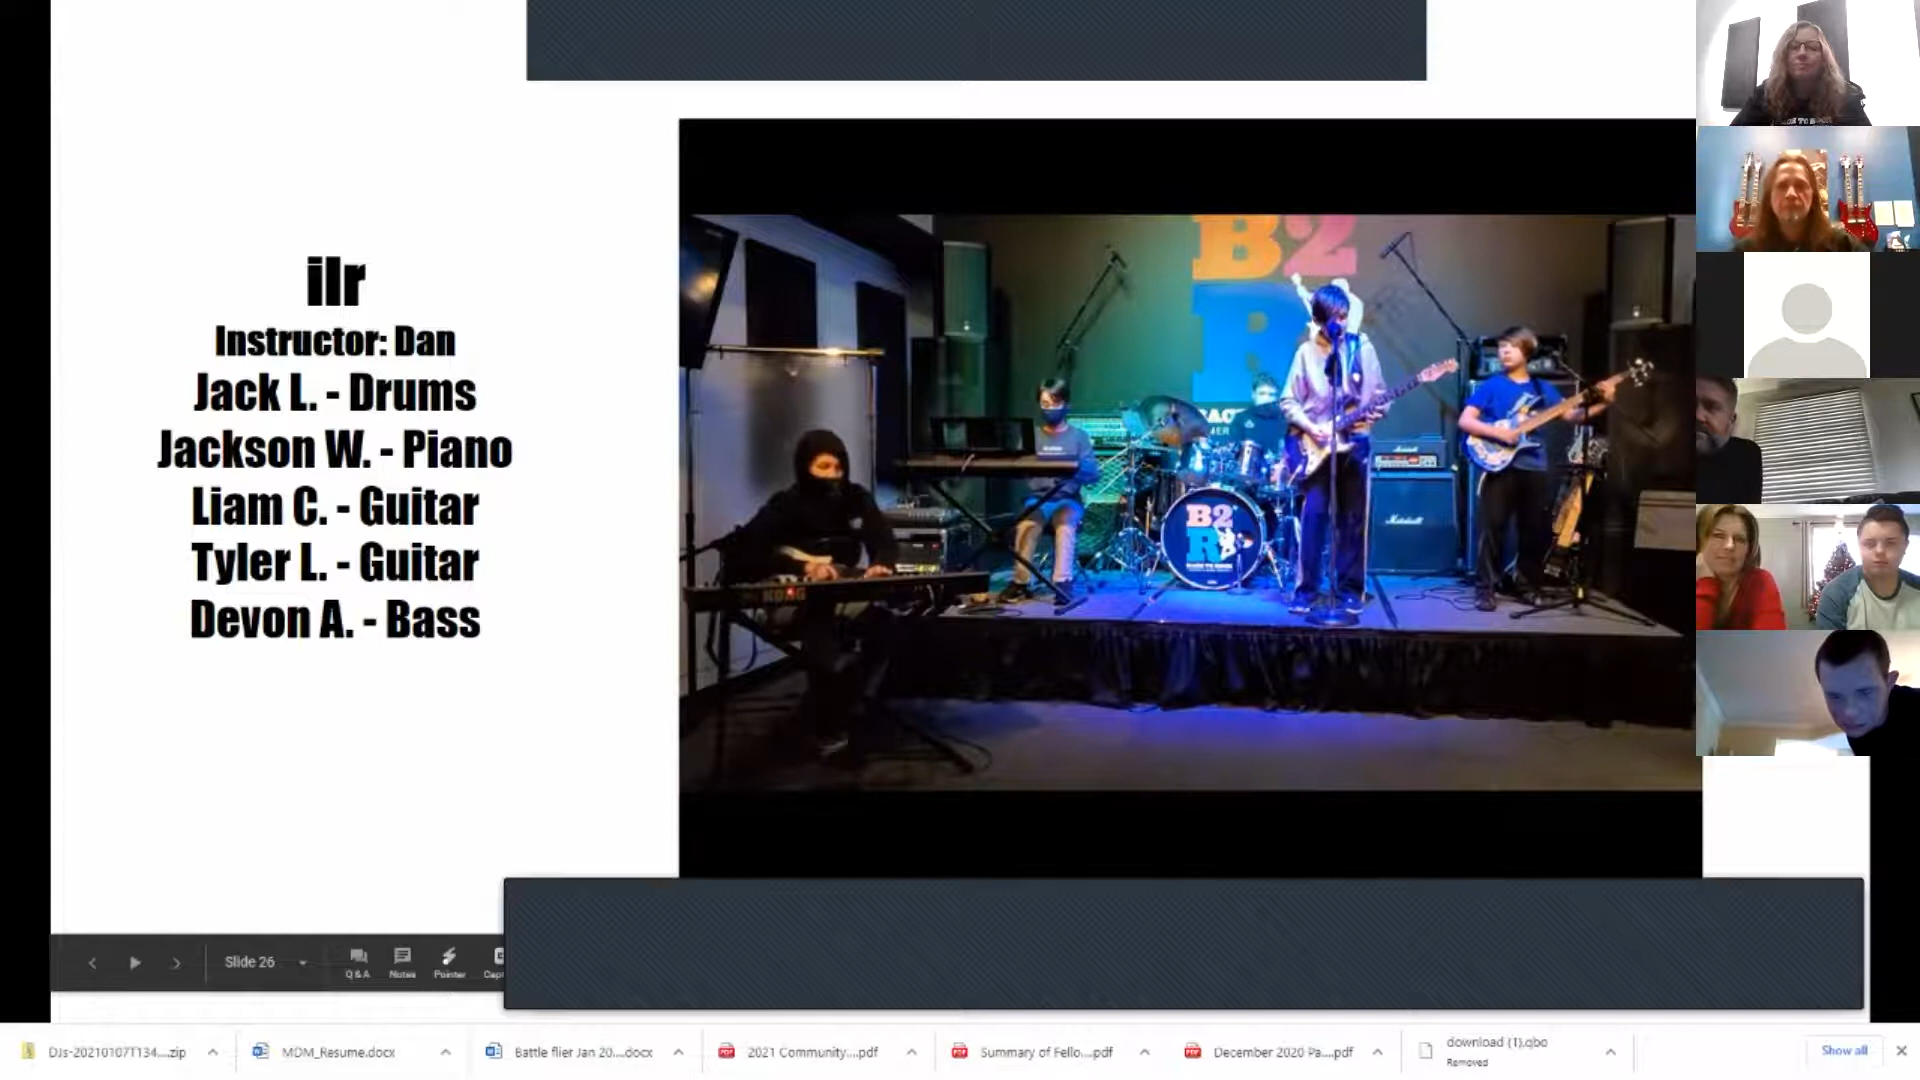 ilr
Instructor: Dan
Jack L. - Drums
Jackson W. - Piano
Liam C. - Guitar
Tyler L. - Guitar
Devon A. - Bass
B2
R
KORG
Marshall
B2
R
Slide 26
Q & A
Notes
Pointer
DJs-20210107T134....zip
MDM_Resume.docx
Battle flier Jan 20....docx
2021 Community....pdf
Summary of Fello....pdf
December 2020 Pa....pdf
download (1).qbo
Removed
Show all